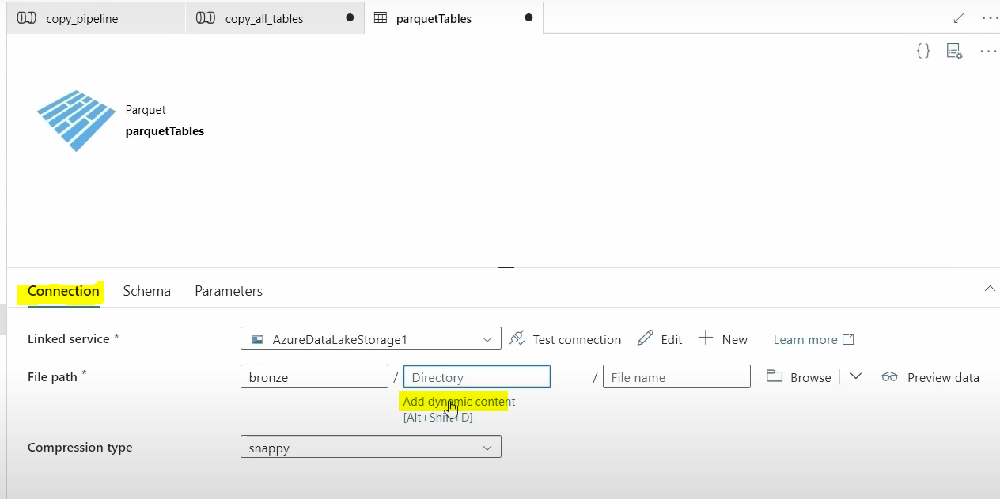 copy_pipeline copy_all_tables parquetTables
Parquet
parquetTables
Connection Schema Parameters
Linked service * AzureDataLakeStorage1 Test connection Edit New Learn more
File path * bronze / Directory / File name Browse Preview data
Add dynamic content
[Alt+Shift+D]
Compression type snappy